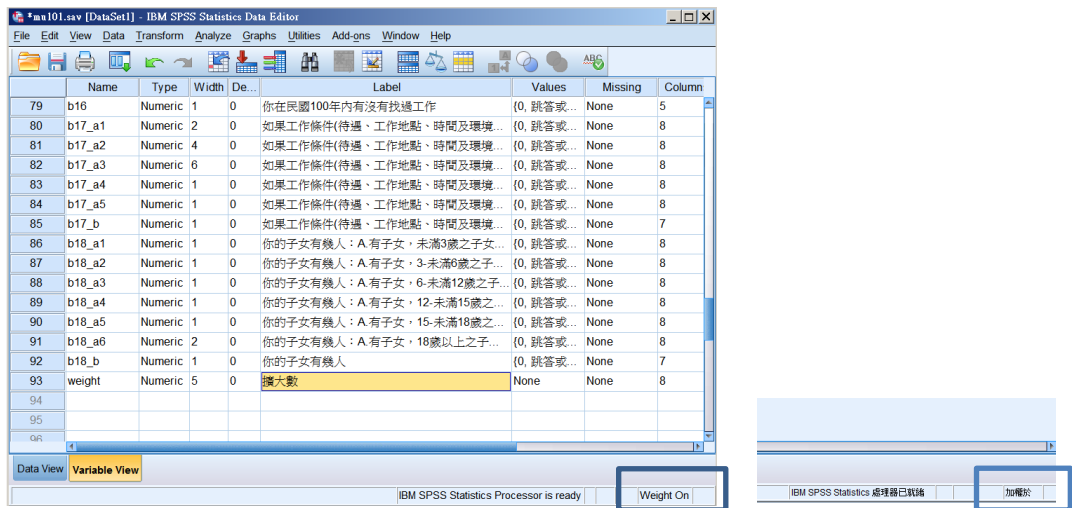 *mu101.sav [DataSet1] - IBM SPSS Statistics Data Editor
File Edit View Data Transform Analyze Graphs Utilities Add-ons Window Help
Name Type Width De... Label Values Missing Column
79 b16 Numeric 1 0 你在民國100年內有沒有找過工作 {0, 跳答或... None 5
80 b17_a1 Numeric 2 0 如果工作條件(待遇、工作地點、時間及環境... {0, 跳答或... None 8
81 b17_a2 Numeric 4 0 如果工作條件(待遇、工作地點、時間及環境... {0, 跳答或... None 8
82 b17_a3 Numeric 6 0 如果工作條件(待遇、工作地點、時間及環境... {0, 跳答或... None 8
83 b17_a4 Numeric 1 0 如果工作條件(待遇、工作地點、時間及環境... {0, 跳答或... None 8
84 b17_a5 Numeric 1 0 如果工作條件(待遇、工作地點、時間及環境... {0, 跳答或... None 8
85 b17_b Numeric 1 0 如果工作條件(待遇、工作地點、時間及環境... {0, 跳答或... None 7
86 b18_a1 Numeric 1 0 你的子女有幾人：A.有子女，未滿3歲之子女... {0, 跳答或... None 8
87 b18_a2 Numeric 1 0 你的子女有幾人：A.有子女，3-未滿6歲之子... {0, 跳答或... None 8
88 b18_a3 Numeric 1 0 你的子女有幾人：A.有子女，6-未滿12歲之子... {0, 跳答或... None 8
89 b18_a4 Numeric 1 0 你的子女有幾人：A.有子女，12-未滿15歲之... {0, 跳答或... None 8
90 b18_a5 Numeric 1 0 你的子女有幾人：A.有子女，15-未滿18歲之... {0, 跳答或... None 8
91 b18_a6 Numeric 2 0 你的子女有幾人：A.有子女，18歲以上之子... {0, 跳答或... None 8
92 b18_b Numeric 1 0 你的子女有幾人 {0, 跳答或... None 7
93 weight Numeric 5 0 擴大數 None None 8
94
95
96
Data View Variable View
IBM SPSS Statistics Processor is ready Weight On
IBM SPSS Statistics 處理器已就緒 加權於